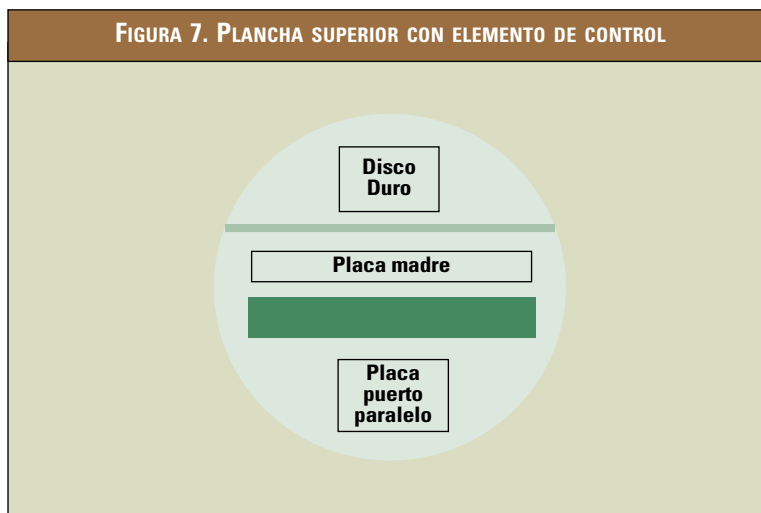 FIGURA 7. PLANCHA SUPERIOR CON ELEMENTO DE CONTROL
Disco
Duro
Placa madre
Placa
puerto
paralelo